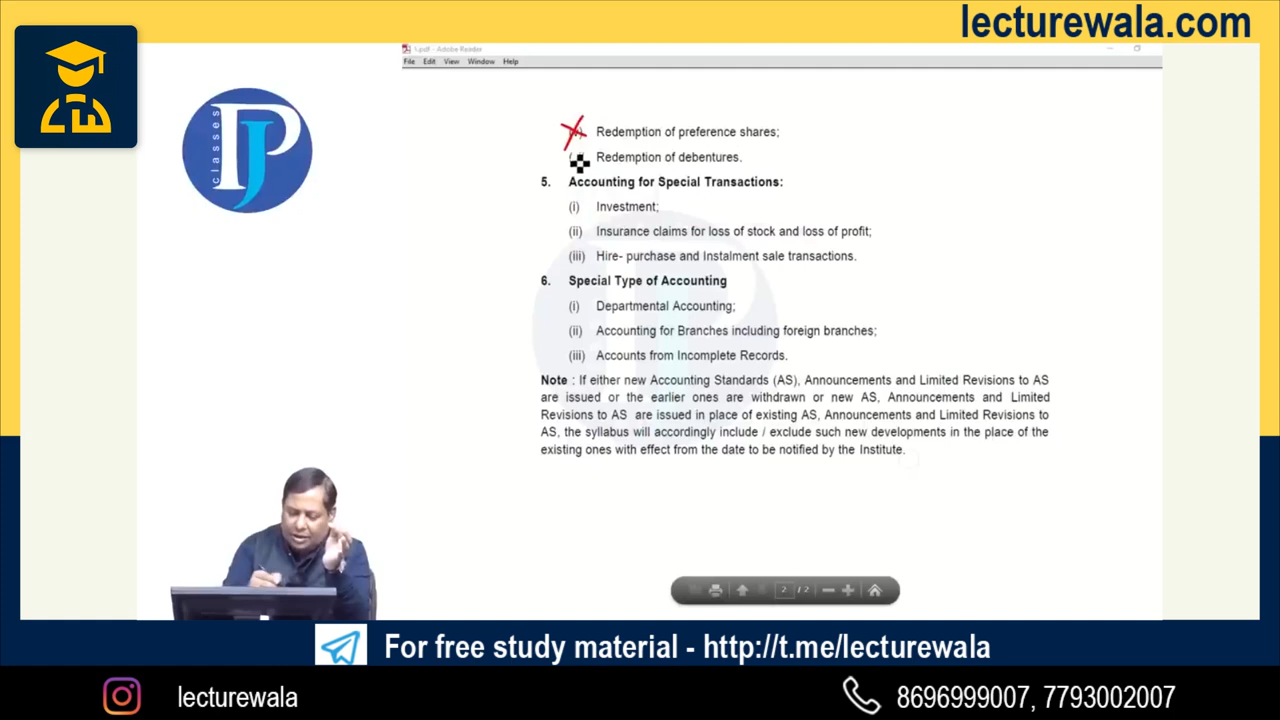 lecturewala.com
1.pdf - Adobe Reader
File Edit View Window Help
classes
PJ
Redemption of preference shares;
Redemption of debentures.
5. Accounting for Special Transactions:
(i) Investment;
(ii) Insurance claims for loss of stock and loss of profit;
(iii) Hire- purchase and Instalment sale transactions.
6. Special Type of Accounting
(i) Departmental Accounting;
(ii) Accounting for Branches including foreign branches;
(iii) Accounts from Incomplete Records.
Note : If either new Accounting Standards (AS), Announcements and Limited Revisions to AS
are issued or the earlier ones are withdrawn or new AS, Announcements and Limited
Revisions to AS are issued in place of existing AS, Announcements and Limited Revisions to
AS, the syllabus will accordingly include / exclude such new developments in the place of the
existing ones with effect from the date to be notified by the Institute.
2 / 2
For free study material - http://t.me/lecturewala
lecturewala
8696999007, 7793002007